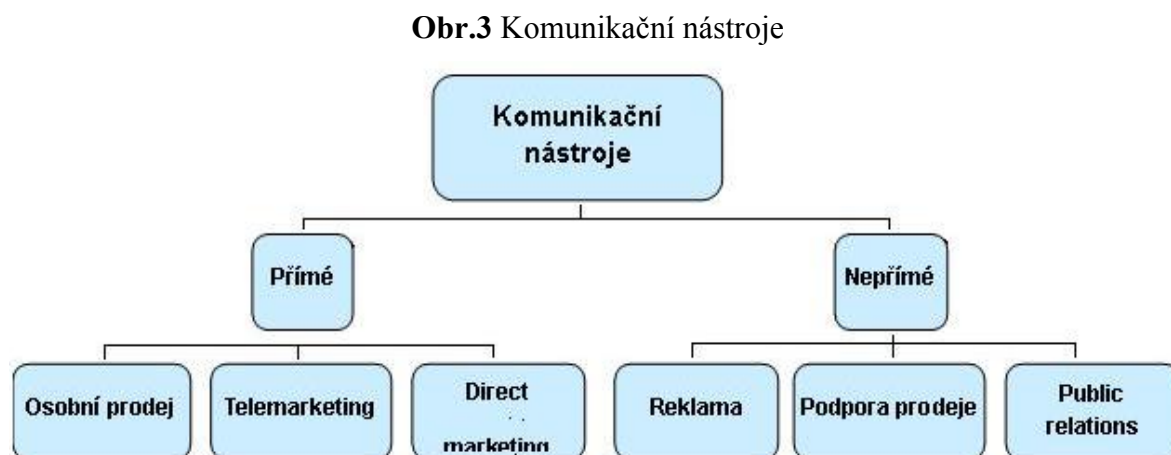 Obr.3 Komunikační nástroje
Komunikační
nástroje
Přímé
Nepřímé
Osobní prodej
Telemarketing
Direct
marketing
Reklama
Podpora prodeje
Public
relations